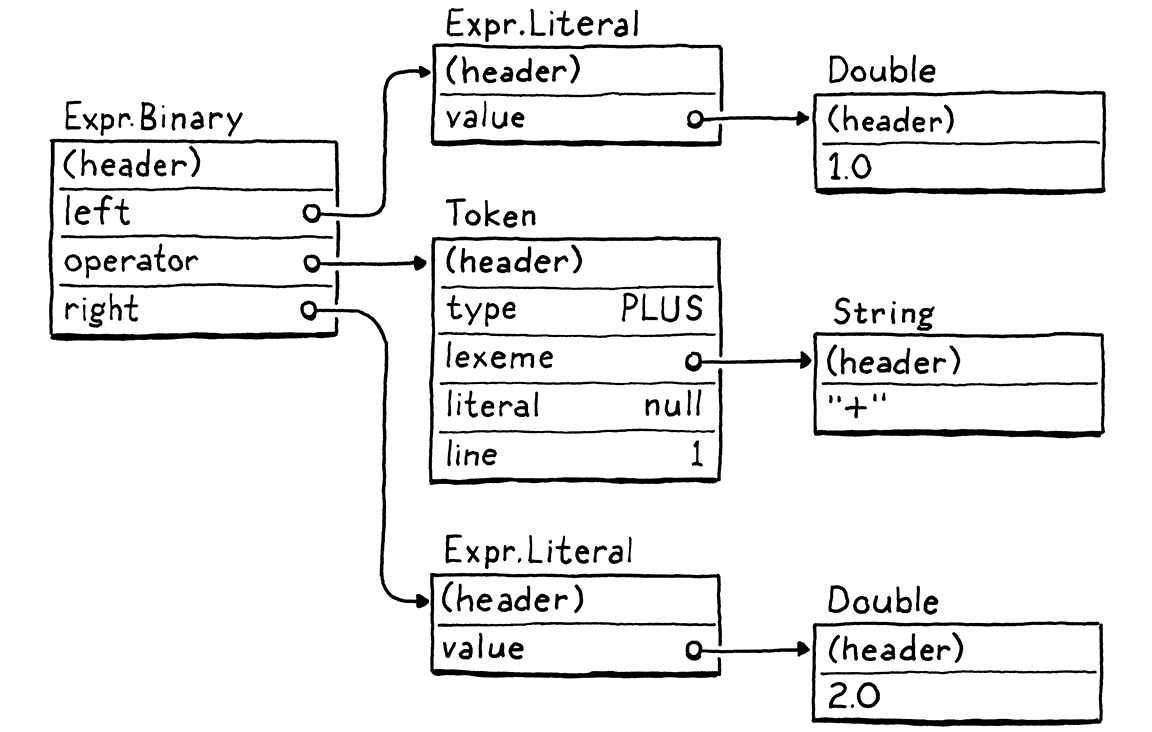 Expr.Binary
(header)
left
operator
right
Expr.Literal
(header)
value
Double
(header)
1.0
Token
(header)
type PLUS
lexeme
literal null
line 1
String
(header)
"+"
Expr.Literal
(header)
value
Double
(header)
2.0